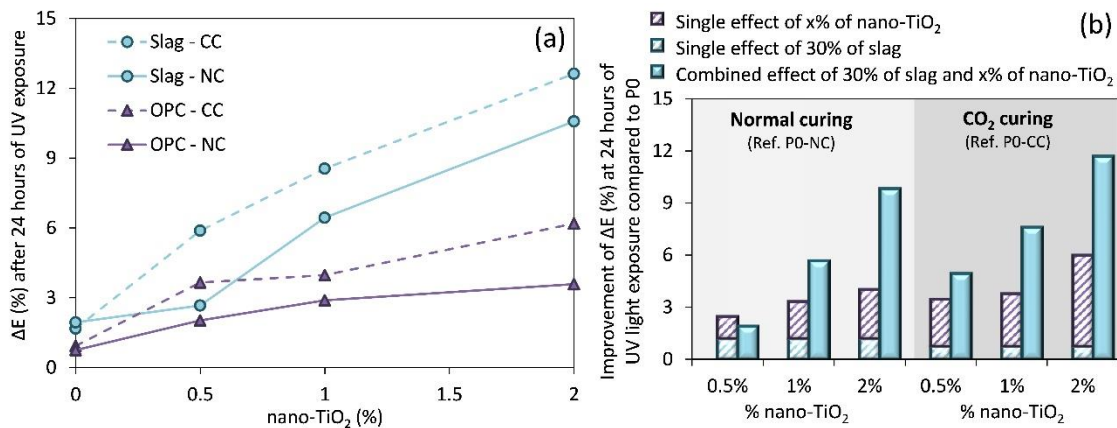 (a)
Slag - CC
Slag - NC
OPC - CC
OPC - NC
ΔE (%) after 24 hours of UV exposure
15
12
9
6
3
0
0
0.5
1
1.5
2
nano-TiO₂ (%)
(b)
Single effect of x% of nano-TiO₂
Single effect of 30% of slag
Combined effect of 30% of slag and x% of nano-TiO₂
Improvement of ΔE (%) at 24 hours of
UV light exposure compared to P0
15
12
9
6
3
0
Normal curing
(Ref. P0-NC)
CO₂ curing
(Ref. P0-CC)
0.5%
1%
2%
0.5%
1%
2%
% nano-TiO₂
% nano-TiO₂